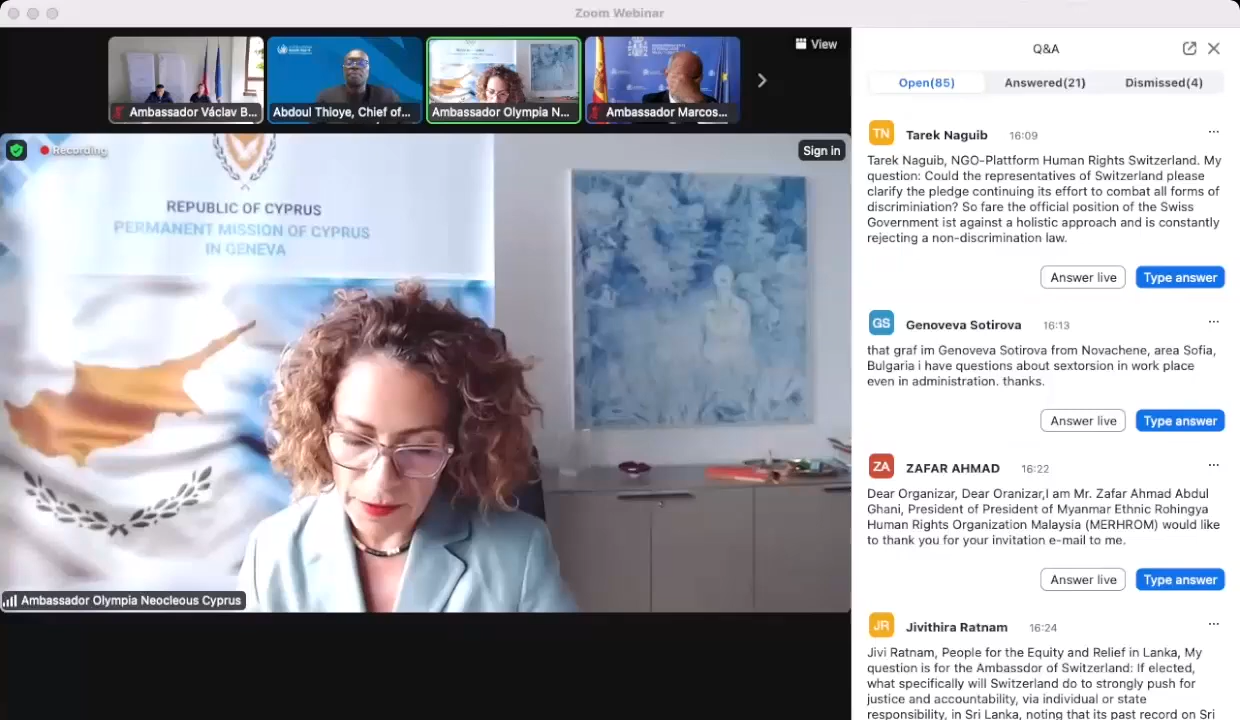 Zoom Webinar
View
Ambassador Václav B...
Abdoul Thioye, Chief of...
Ambassador Olympia N...
Ambassador Marcos...
Recording
Sign in
REPUBLIC OF CYPRUS
PERMANENT MISSION OF CYPRUS
IN GENEVA
Ambassador Olympia Neocleous Cyprus
Q&A
Open(85)
Answered(21)
Dismissed(4)
TN
Tarek Naguib 16:09
Tarek Naguib, NGO-Plattform Human Rights Switzerland. My
question: Could the representatives of Switzerland please
clarify the pledge continuing its effort to combat all forms of
discriminiation? So fare the official position of the Swiss
Government ist against a holistic approach and is constantly
rejecting a non-discrimination law.
Answer live
Type answer
GS
Genoveva Sotirova 16:13
that graf im Genoveva Sotirova from Novachene, area Sofia,
Bulgaria i have questions about sextorsion in work place
even in administration. thanks.
Answer live
Type answer
ZA
ZAFAR AHMAD 16:22
Dear Organizar, Dear Oranizar,I am Mr. Zafar Ahmad Abdul
Ghani, President of President of Myanmar Ethnic Rohingya
Human Rights Organization Malaysia (MERHROM) would like
to thank you for your invitation e-mail to me.
Answer live
Type answer
JR
Jivithira Ratnam 16:24
Jivi Ratnam, People for the Equity and Relief in Lanka, My
question is for the Ambassdor of Switzerland: If elected,
what specifically will Switzerland do to strongly push for
justice and accountability, via individual or state
responsibility, in Sri Lanka, noting that its past record on Sri